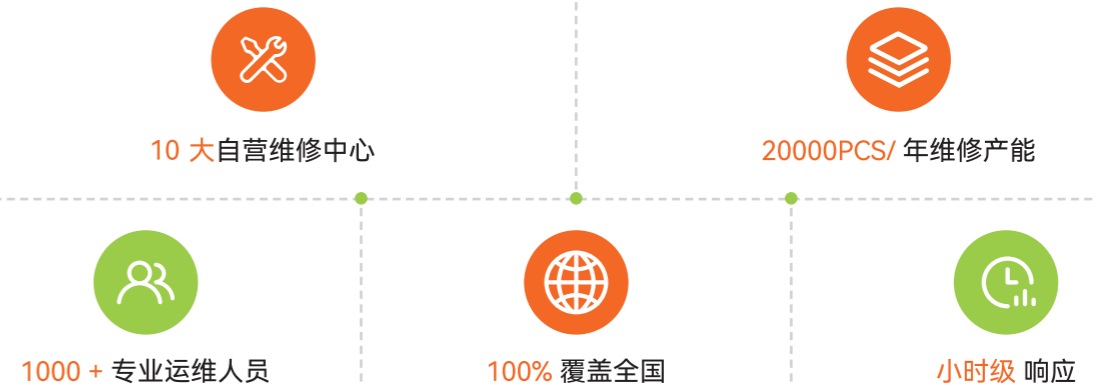 10 大自营维修中心
20000PCS/ 年维修产能
1000 + 专业运维人员
100% 覆盖全国
小时级 响应